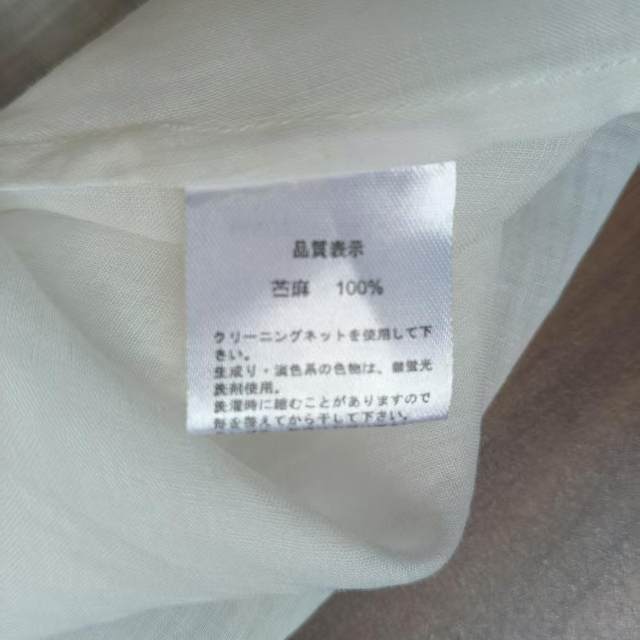 品質表示
苎麻 100%
クリーニングネットを使用して下
さい。
生成り・淡色系の色物は、無蛍光
洗剤使用。
洗濯時に縮むことがありますので
形を整えてから干して下さい。